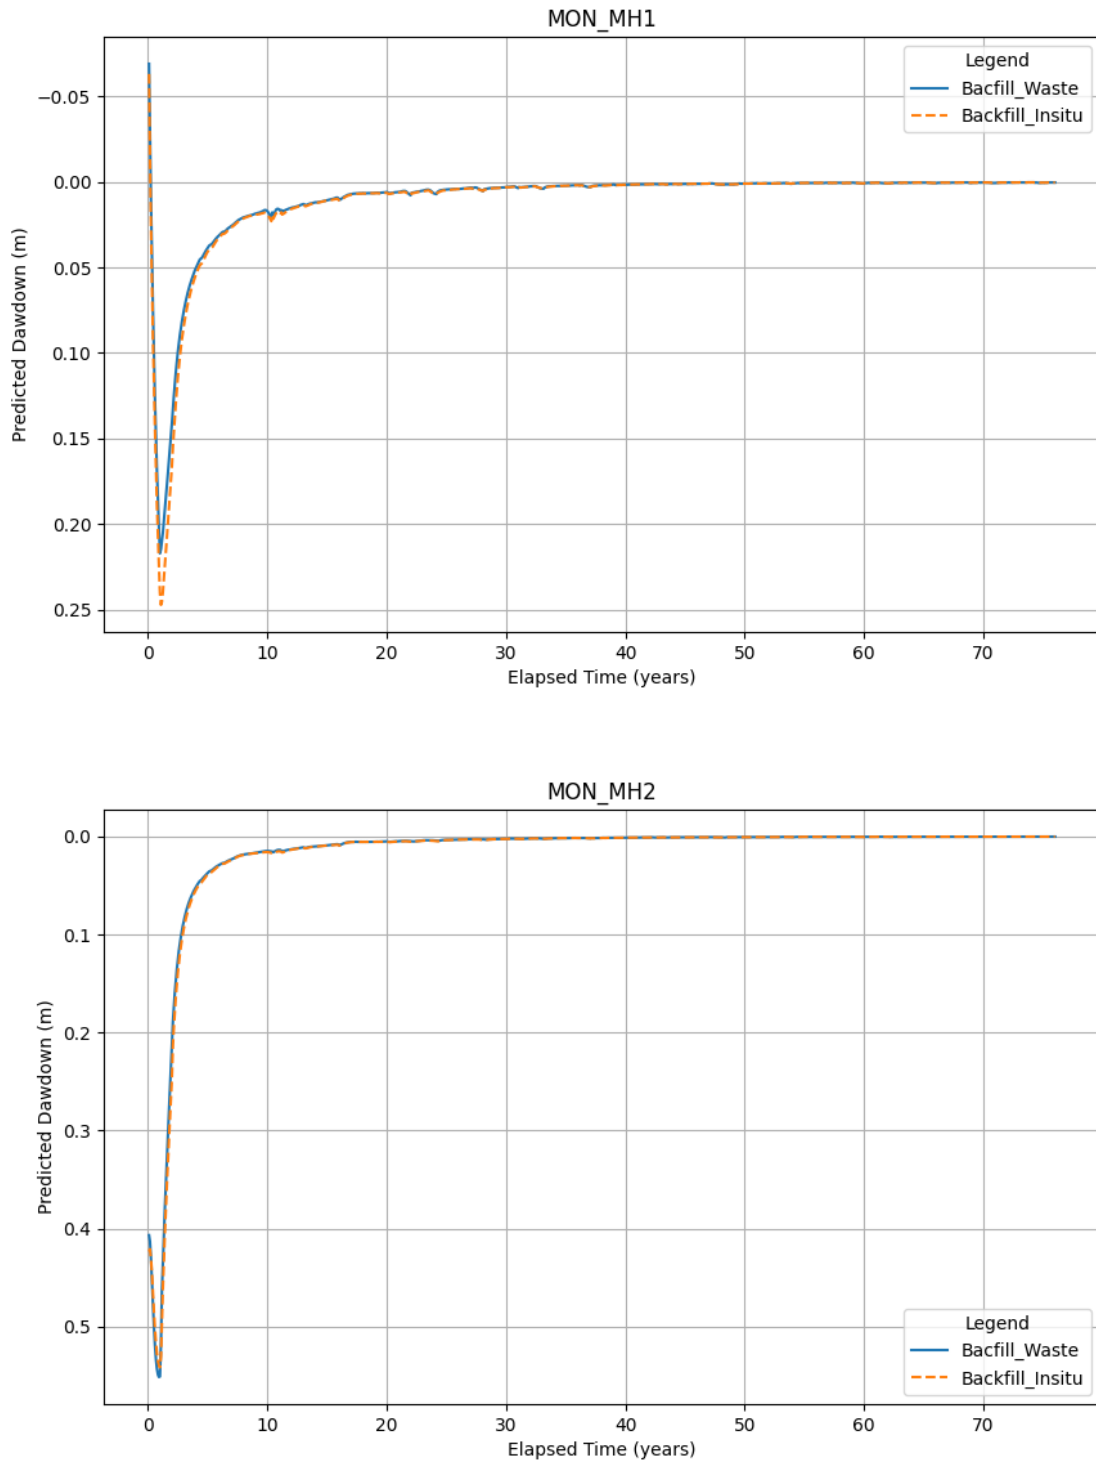 MON_MH1
Legend
Bacfill_Waste
Backfill_Insitu
−0.05
0.00
0.05
0.10
0.15
0.20
0.25
Predicted Dawdown (m)
0 10 20 30 40 50 60 70
Elapsed Time (years)
MON_MH2
0.0
0.1
0.2
0.3
0.4
0.5
Predicted Dawdown (m)
Legend
Bacfill_Waste
Backfill_Insitu
0 10 20 30 40 50 60 70
Elapsed Time (years)